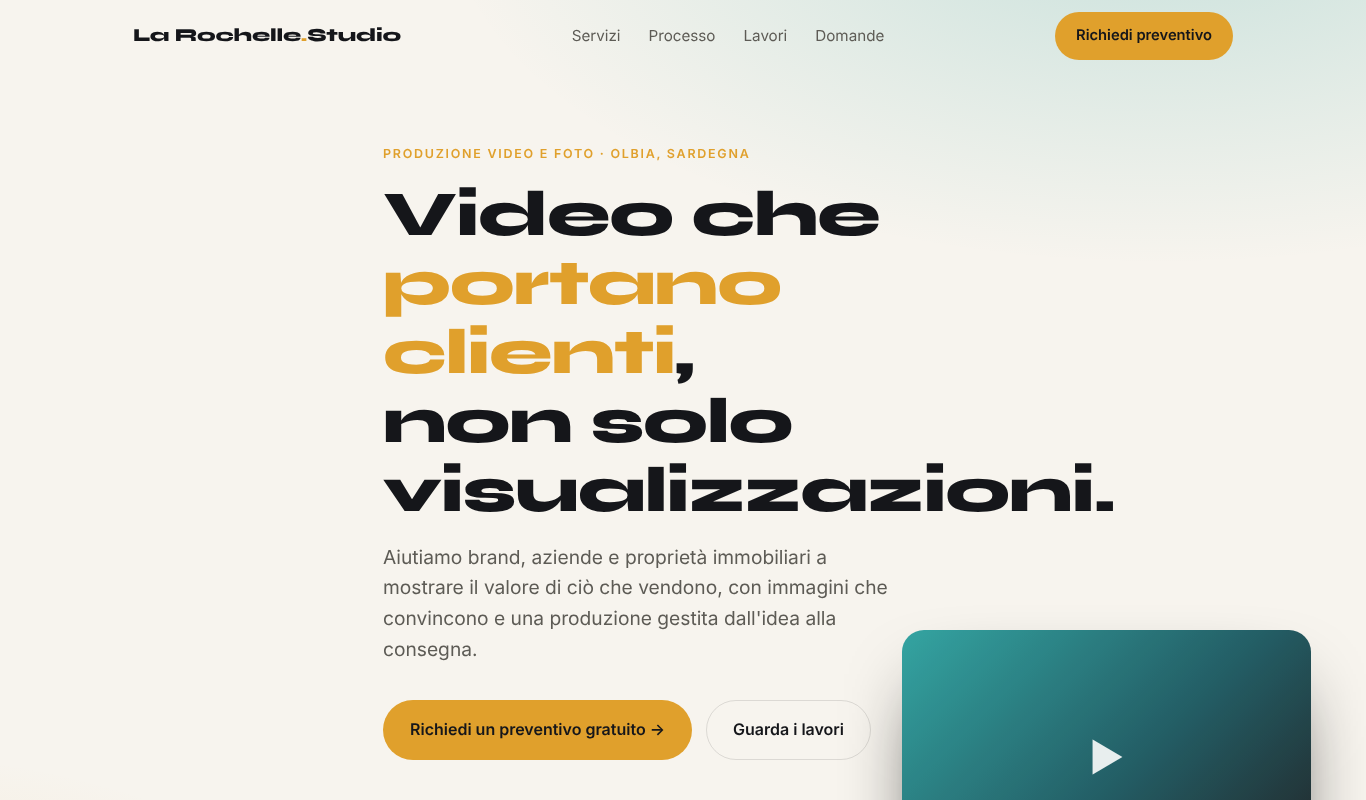 La Rochelle.Studio
Servizi
Processo
Lavori
Domande
Richiedi preventivo
PRODUZIONE VIDEO E FOTO · OLBIA, SARDEGNA
Video che
portano
clienti,
non solo
visualizzazioni.
Aiutiamo brand, aziende e proprietà immobiliari a
mostrare il valore di ciò che vendono, con immagini che
convincono e una produzione gestita dall'idea alla
consegna.
Richiedi un preventivo gratuito →
Guarda i lavori